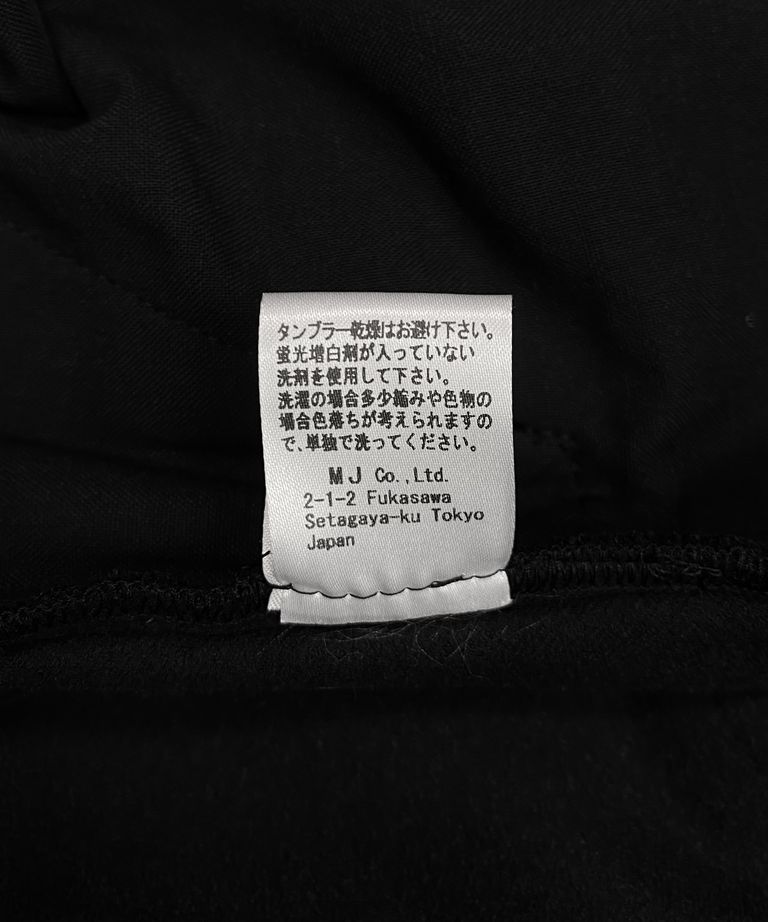 タンブラー乾燥はお避け下さい。
蛍光増白剤が入っていない
洗剤を使用して下さい。
洗濯の場合多少縮みや色物の
場合色落ちが考えられますの
で、単独で洗ってください。
MJ Co.,Ltd.
2-1-2 Fukasawa
Setagaya-ku Tokyo
Japan